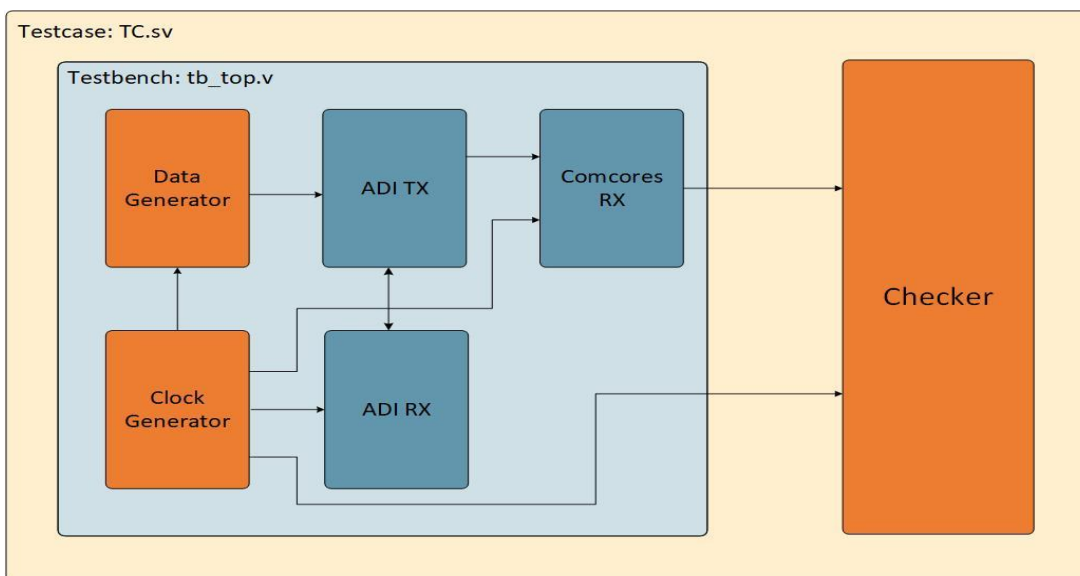 Testcase: TC.sv
Testbench: tb_top.v
Data
Generator
ADI TX
Comcores
RX
Checker
Clock
Generator
ADI RX